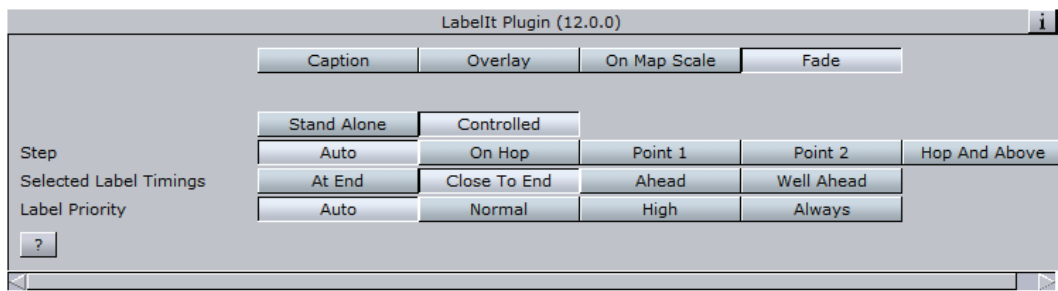 LabelIt Plugin (12.0.0) i
Caption Overlay On Map Scale Fade
Stand Alone Controlled
Step Auto On Hop Point 1 Point 2 Hop And Above
Selected Label Timings At End Close To End Ahead Well Ahead
Label Priority Auto Normal High Always
?